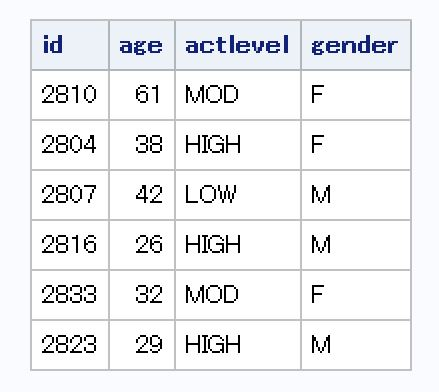 id age actlevel gender
2810 61 MOD F
2804 38 HIGH F
2807 42 LOW M
2816 26 HIGH M
2833 32 MOD F
2823 29 HIGH M